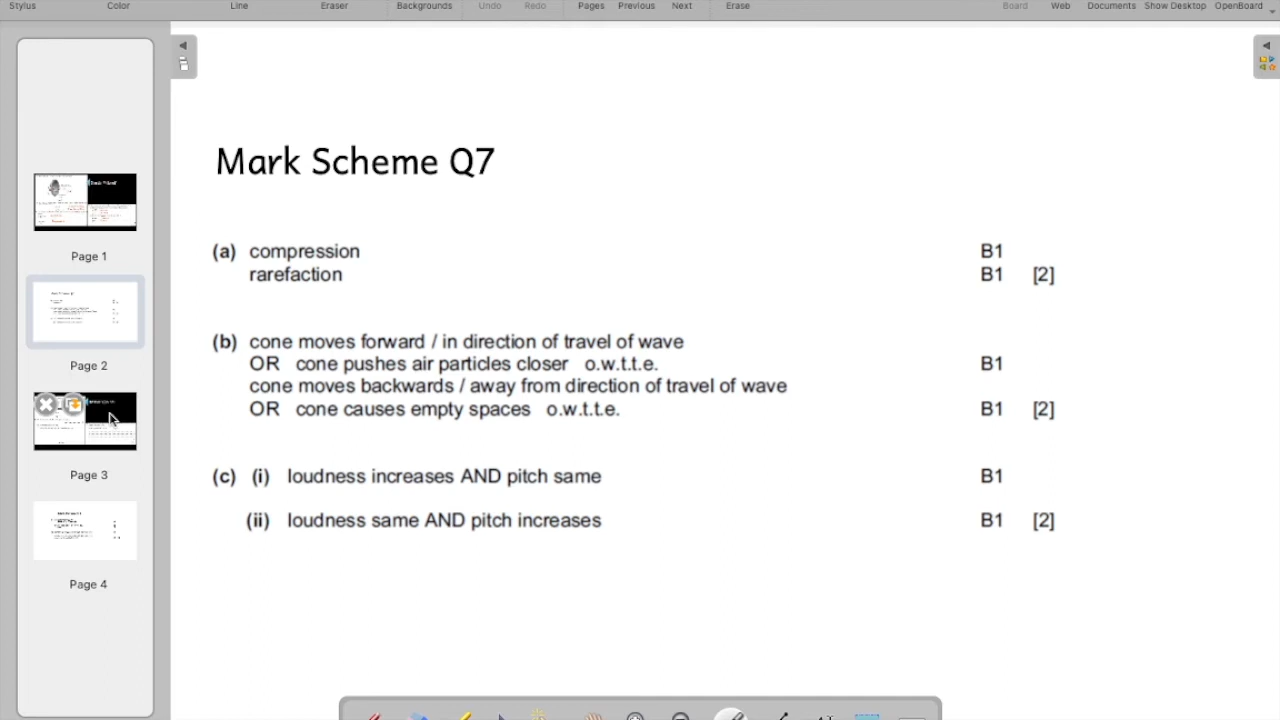 Stylus Color Line Eraser Backgrounds Undo Redo Pages Previous Next Erase Board Web Documents Show Desktop OpenBoard
Mark Scheme Q7
(a) compression B1
rarefaction B1 [2]
(b) cone moves forward / in direction of travel of wave
OR cone pushes air particles closer o.w.t.t.e. B1
cone moves backwards / away from direction of travel of wave
OR cone causes empty spaces o.w.t.t.e. B1 [2]
(c) (i) loudness increases AND pitch same B1
(ii) loudness same AND pitch increases B1 [2]
Page 1
Page 2
Page 3
Page 4